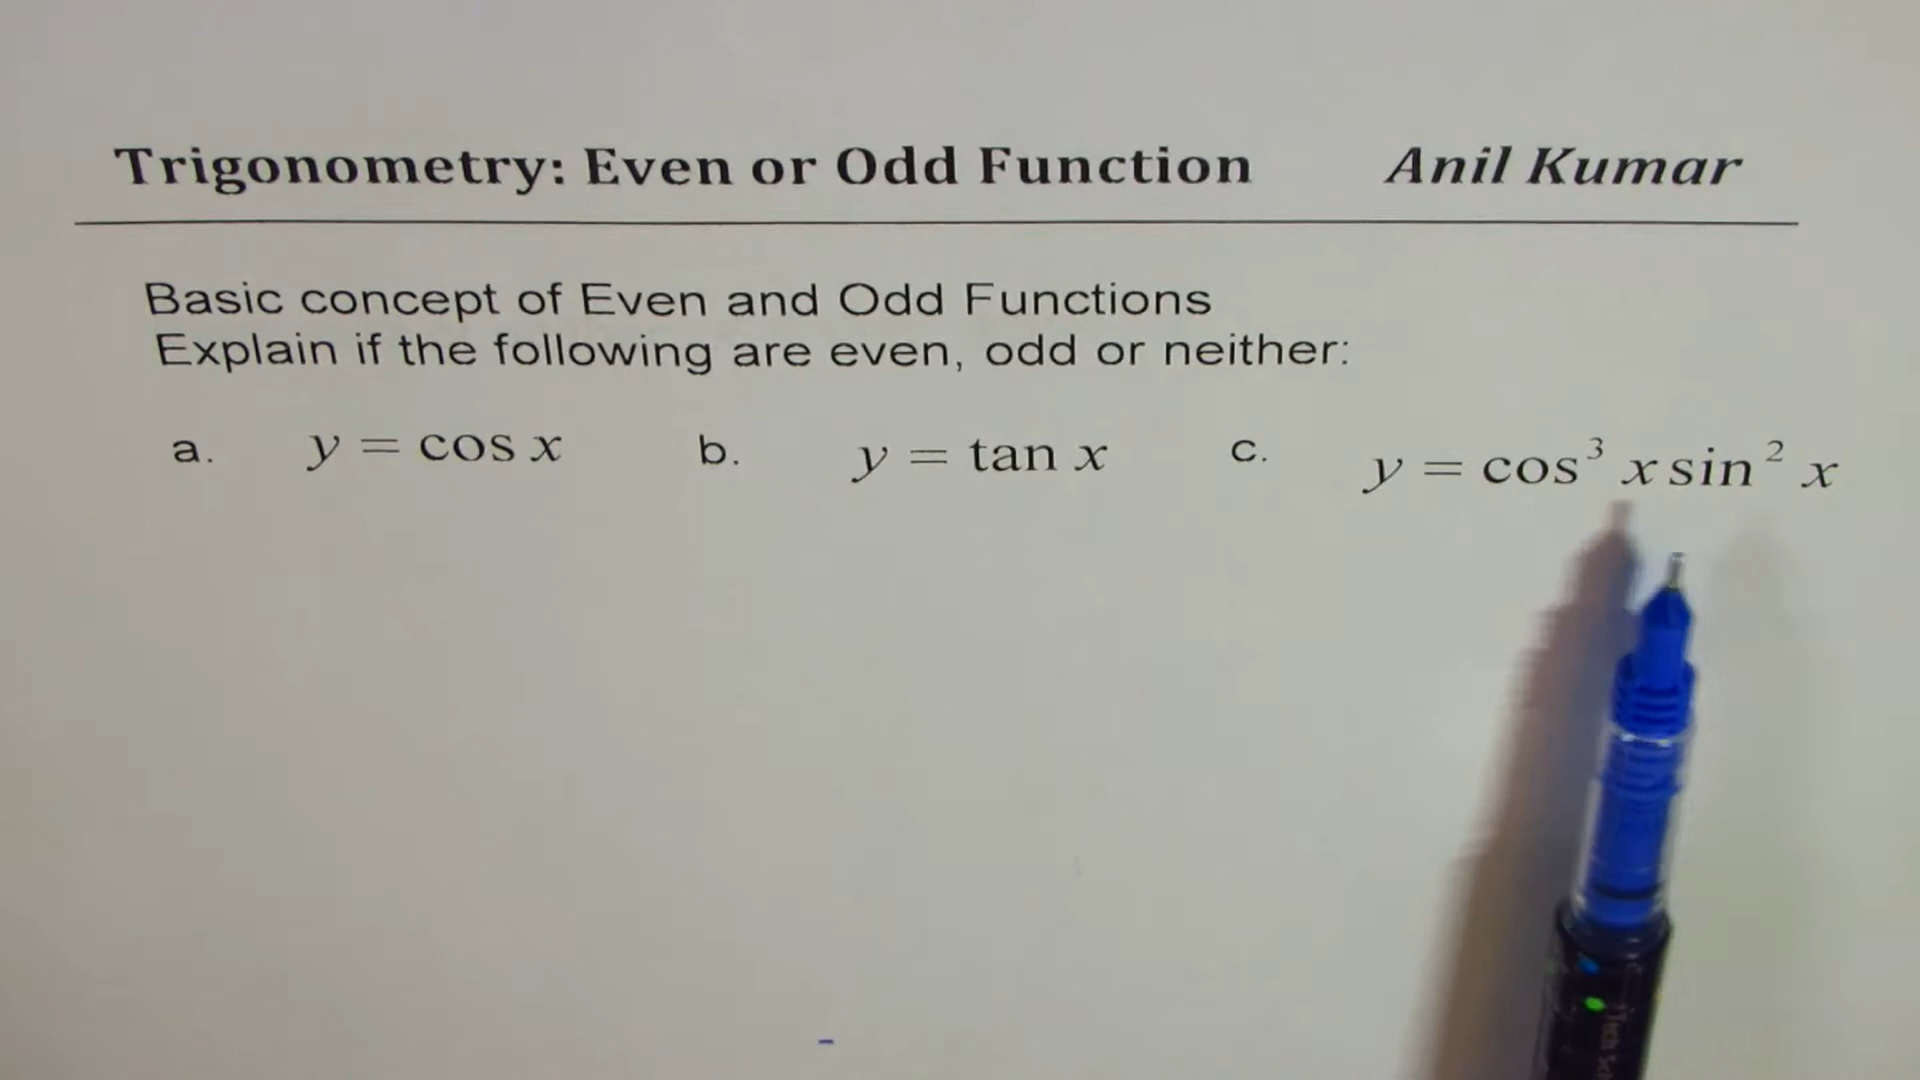 Trigonometry: Even or Odd Function Anil Kumar
Basic concept of Even and Odd Functions
Explain if the following are even, odd or neither:
a. y = cos x b. y = tan x c. y = cos³ x sin² x